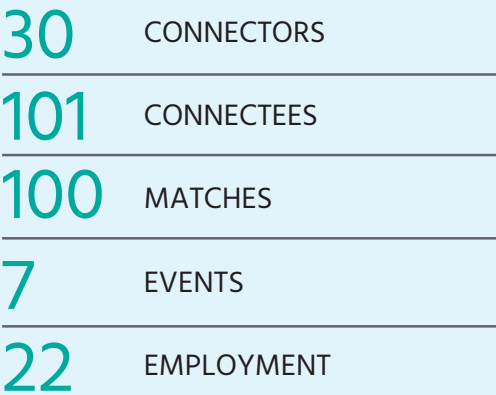 30 CONNECTORS
101 CONNECTEES
100 MATCHES
7 EVENTS
22 EMPLOYMENT